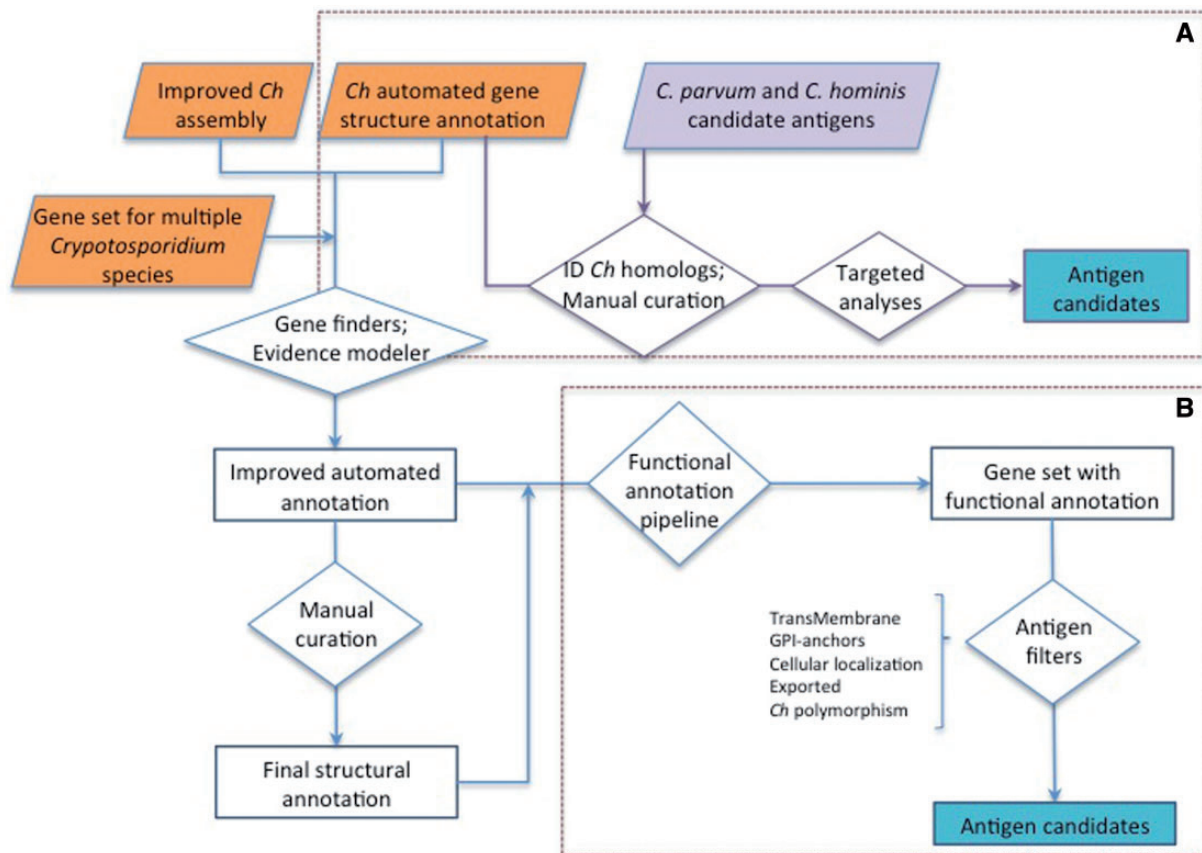 A
Improved Ch
assembly
Ch automated gene
structure annotation
C. parvum and C. hominis
candidate antigens
Gene set for multiple
Crypotosporidium
species
ID Ch homologs;
Manual curation
Targeted
analyses
Antigen
candidates
Gene finders;
Evidence modeler
B
Improved automated
annotation
Functional
annotation
pipeline
Gene set with
functional annotation
Manual
curation
TransMembrane
GPI-anchors
Cellular localization
Exported
Ch polymorphism
Antigen
filters
Final structural
annotation
Antigen candidates